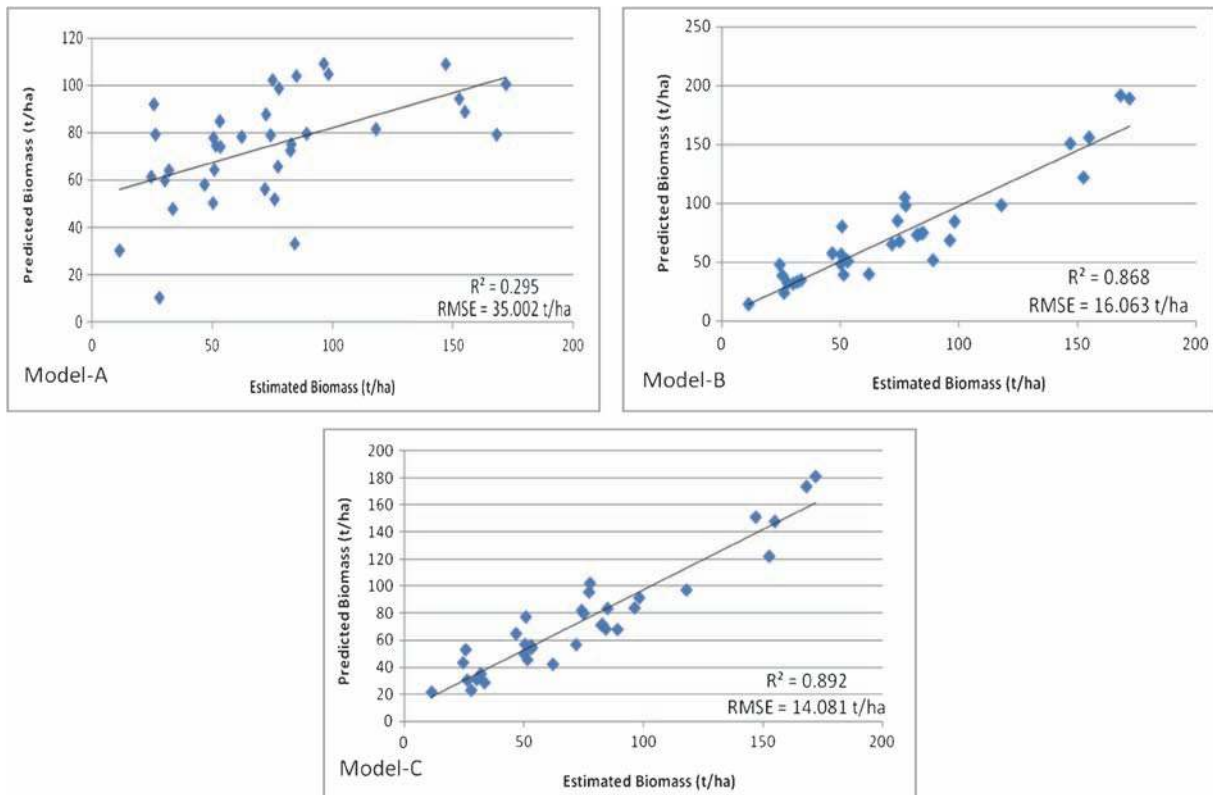 120
100
80
60
40
20
0
Predicted Biomass (t/ha)
R² = 0.295
RMSE = 35.002 t/ha
0 50 100 150 200
Model-A
Estimated Biomass (t/ha)
250
200
150
100
50
0
Predicted Biomass (t/ha)
R² = 0.868
RMSE = 16.063 t/ha
0 50 100 150 200
Model-B
Estimated Biomass (t/ha)
200
180
160
140
120
100
80
60
40
20
0
Predicted Biomass (t/ha)
R² = 0.892
RMSE = 14.081 t/ha
0 50 100 150 200
Model-C
Estimated Biomass (t/ha)